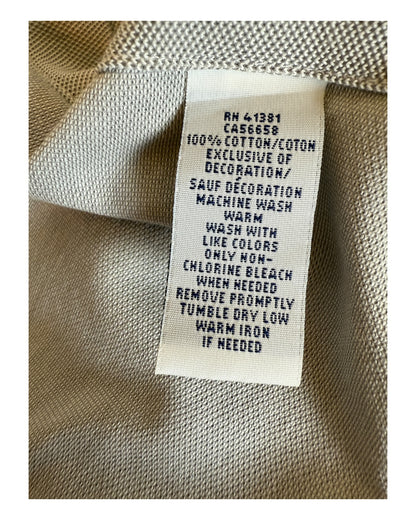 RN 41381
CA56658
100% COTTON/COTON
EXCLUSIVE OF
DECORATION/
SAUF DÉCORATION
MACHINE WASH
WARM
WASH WITH
LIKE COLORS
ONLY NON-
CHLORINE BLEACH
WHEN NEEDED
REMOVE PROMPTLY
TUMBLE DRY LOW
WARM IRON
IF NEEDED